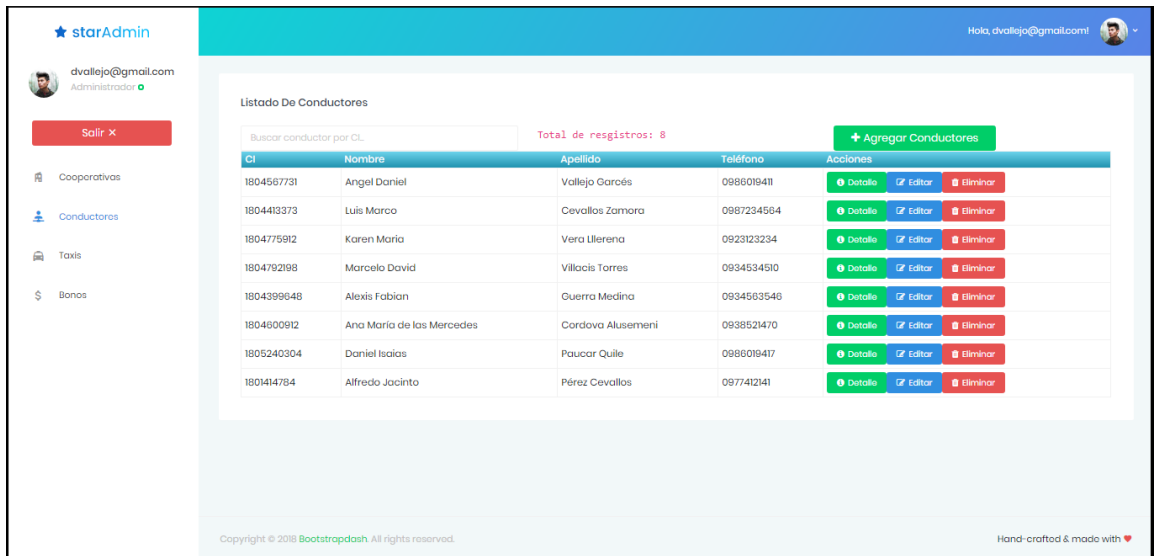 starAdmin
Hola, dvallejo@gmail.com!
dvallejo@gmail.com
Administrador
Salir ×
Cooperativas
Conductores
Taxis
Bonos
Listado De Conductores
Buscar conductor por CI..
Total de resgistros: 8
+ Agregar Conductores
CI Nombre Apellido Teléfono Acciones
1804567731 Angel Daniel Vallejo Garcés 0986019411 Detalle Editar Eliminar
1804413373 Luis Marco Cevallos Zamora 0987234564 Detalle Editar Eliminar
1804775912 Karen Maria Vera Lllerena 0923123234 Detalle Editar Eliminar
1804792198 Marcelo David Villacis Torres 0934534510 Detalle Editar Eliminar
1804399648 Alexis Fabian Guerra Medina 0934563546 Detalle Editar Eliminar
1804600912 Ana María de las Mercedes Cordova Alusemeni 0938521470 Detalle Editar Eliminar
1805240304 Daniel Isaias Paucar Quile 0986019417 Detalle Editar Eliminar
1801414784 Alfredo Jacinto Pérez Cevallos 0977412141 Detalle Editar Eliminar
Copyright © 2018 Bootstrapdash. All rights reserved.
Hand-crafted & made with ♥